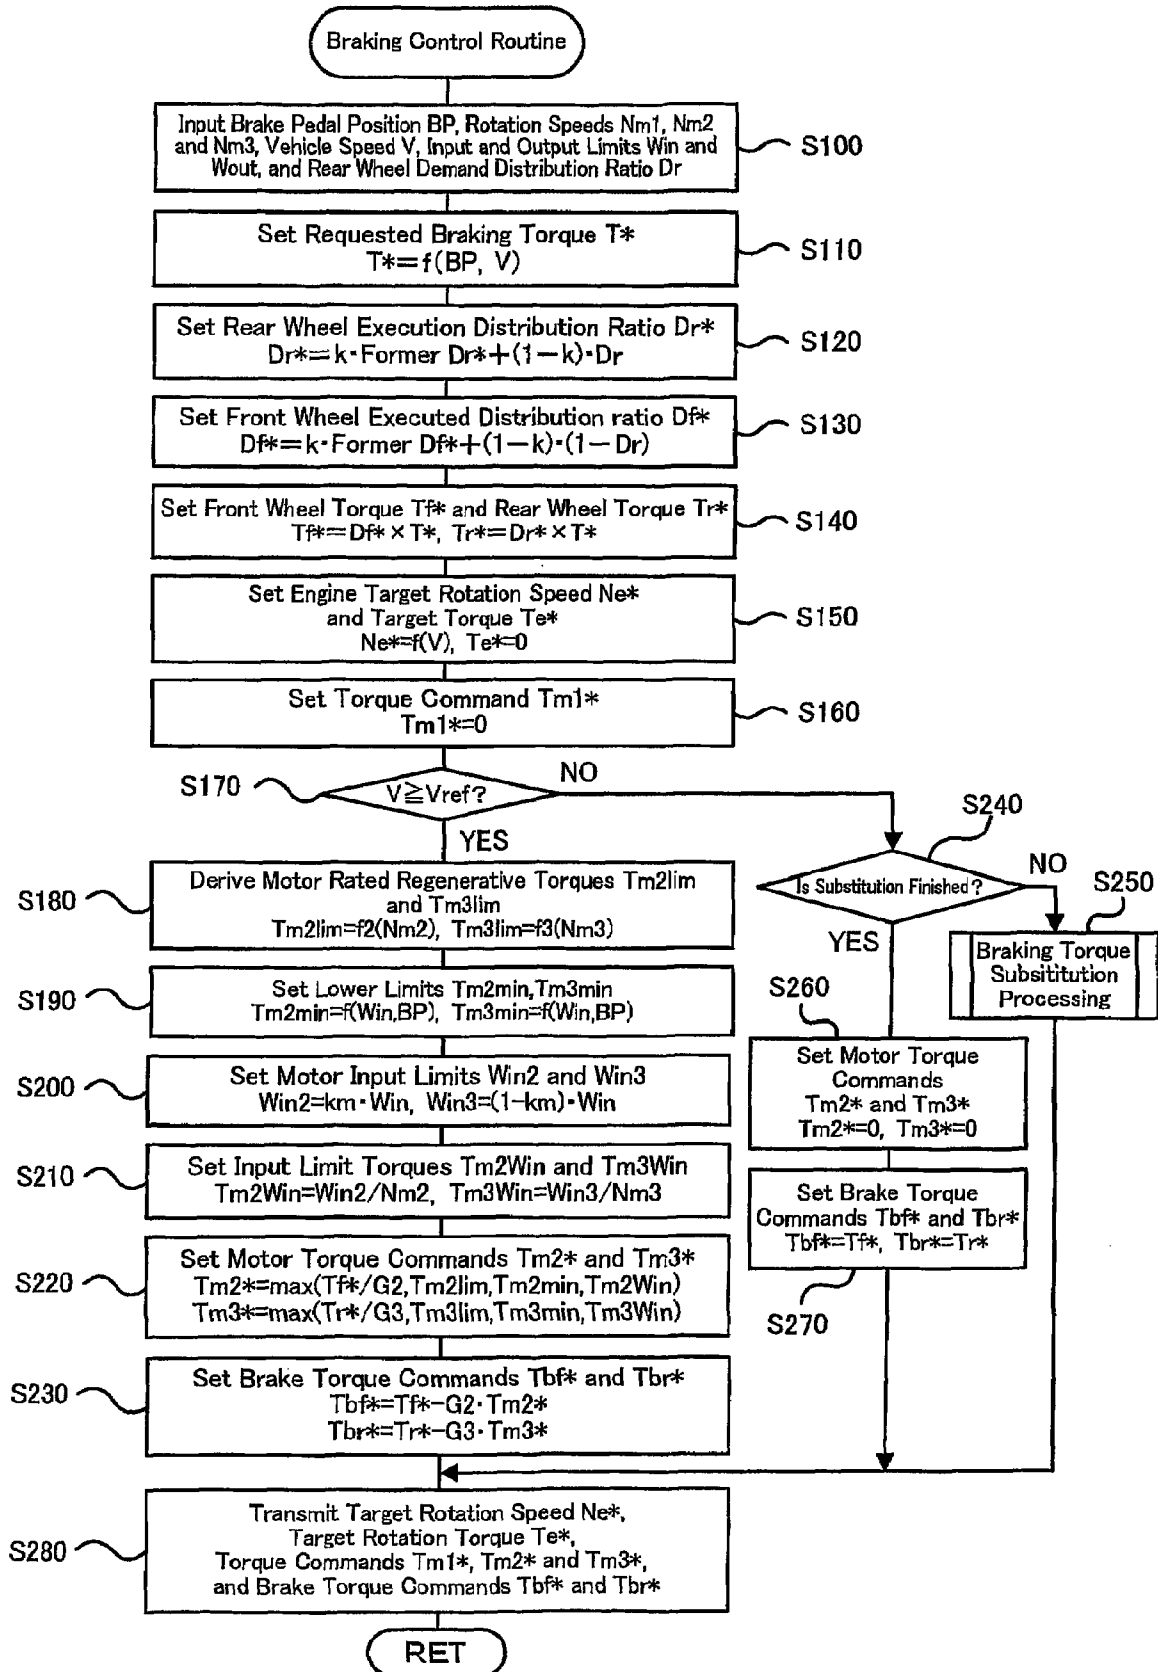 Braking Control Routine
Input Brake Pedal Position BP, Rotation Speeds Nm1, Nm2
and Nm3, Vehicle Speed V, Input and Output Limits Win and
Wout, and Rear Wheel Demand Distribution Ratio Dr
S100
Set Requested Braking Torque T*
T*=f(BP, V)
S110
Set Rear Wheel Execution Distribution Ratio Dr*
Dr*=k·Former Dr*+(1-k)·Dr
S120
Set Front Wheel Executed Distribution ratio Df*
Df*=k·Former Df*+(1-k)·(1-Dr)
S130
Set Front Wheel Torque Tf* and Rear Wheel Torque Tr*
Tf*=Df*×T*, Tr*=Dr*×T*
S140
Set Engine Target Rotation Speed Ne*
and Target Torque Te*
Ne*=f(V), Te*=0
S150
Set Torque Command Tm1*
Tm1*=0
S160
S170
V≧Vref?
NO
YES
S240
Is Substitution Finished?
NO
YES
S250
Braking Torque
Subsititution
Processing
S180
Derive Motor Rated Regenerative Torques Tm2lim
and Tm3lim
Tm2lim=f2(Nm2), Tm3lim=f3(Nm3)
S190
Set Lower Limits Tm2min,Tm3min
Tm2min=f(Win,BP), Tm3min=f(Win,BP)
S260
Set Motor Torque
Commands
Tm2* and Tm3*
Tm2*=0, Tm3*=0
S200
Set Motor Input Limits Win2 and Win3
Win2=km·Win, Win3=(1-km)·Win
S210
Set Input Limit Torques Tm2Win and Tm3Win
Tm2Win=Win2/Nm2, Tm3Win=Win3/Nm3
Set Brake Torque
Commands Tbf* and Tbr*
Tbf*=Tf*, Tbr*=Tr*
S270
S220
Set Motor Torque Commands Tm2* and Tm3*
Tm2*=max(Tf*/G2,Tm2lim,Tm2min,Tm2Win)
Tm3*=max(Tr*/G3,Tm3lim,Tm3min,Tm3Win)
S230
Set Brake Torque Commands Tbf* and Tbr*
Tbf*=Tf*-G2·Tm2*
Tbr*=Tr*-G3·Tm3*
S280
Transmit Target Rotation Speed Ne*,
Target Rotation Torque Te*,
Torque Commands Tm1*, Tm2* and Tm3*,
and Brake Torque Commands Tbf* and Tbr*
RET